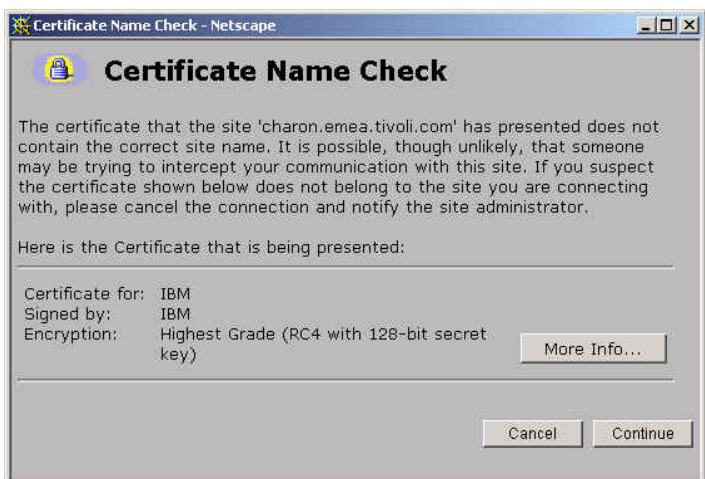 Certificate Name Check - Netscape
Certificate Name Check
The certificate that the site 'charon.emea.tivoli.com' has presented does not
contain the correct site name. It is possible, though unlikely, that someone
may be trying to intercept your communication with this site. If you suspect
the certificate shown below does not belong to the site you are connecting
with, please cancel the connection and notify the site administrator.
Here is the Certificate that is being presented:
Certificate for: IBM
Signed by: IBM
Encryption: Highest Grade (RC4 with 128-bit secret
key)
More Info...
Cancel Continue